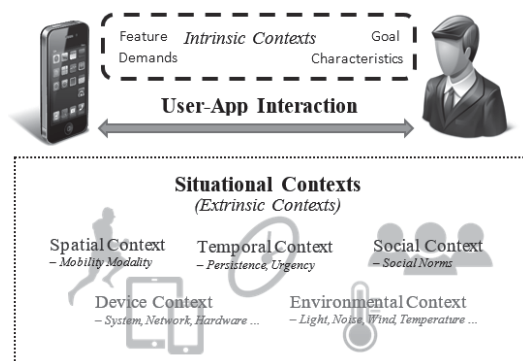 Feature Intrinsic Contexts Goal
Demands Characteristics
User-App Interaction
Situational Contexts
(Extrinsic Contexts)
Spatial Context Temporal Context Social Context
– Mobility Modality – Persistence, Urgency – Social Norms
Device Context Environmental Context
– System, Network, Hardware ... – Light, Noise, Wind, Temperature ...